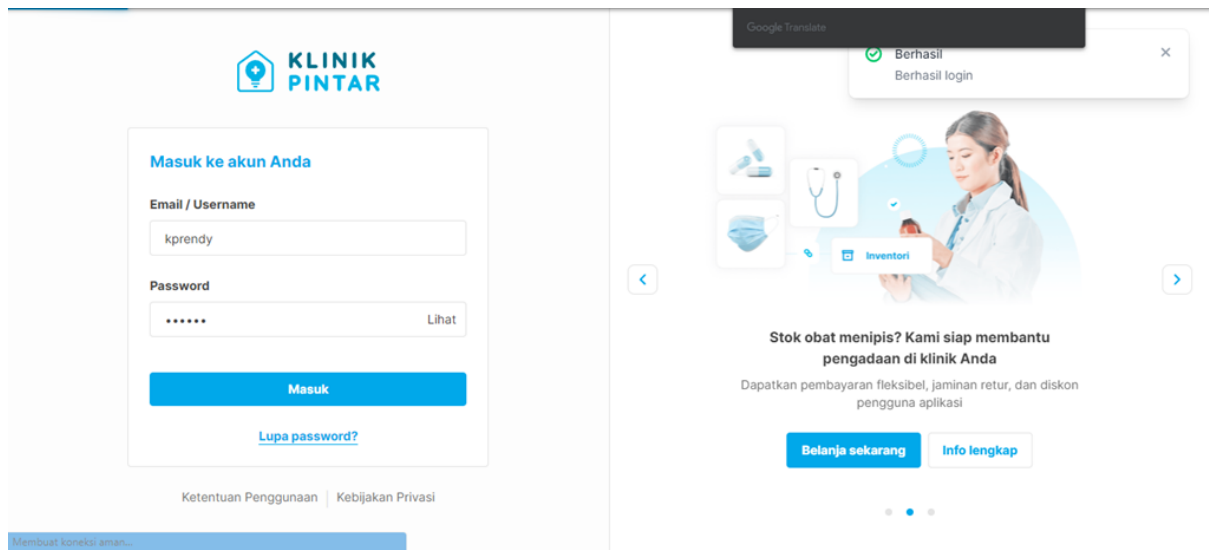 KLINIK
PINTAR
Masuk ke akun Anda
Email / Username
kprendy
Password
••••••
Lihat
Masuk
Lupa password?
Ketentuan Penggunaan
Kebijakan Privasi
Membuat koneksi aman...
Google Translate
Berhasil
Berhasil login
Inventori
Stok obat menipis? Kami siap membantu
pengadaan di klinik Anda
Dapatkan pembayaran fleksibel, jaminan retur, dan diskon
pengguna aplikasi
Belanja sekarang
Info lengkap